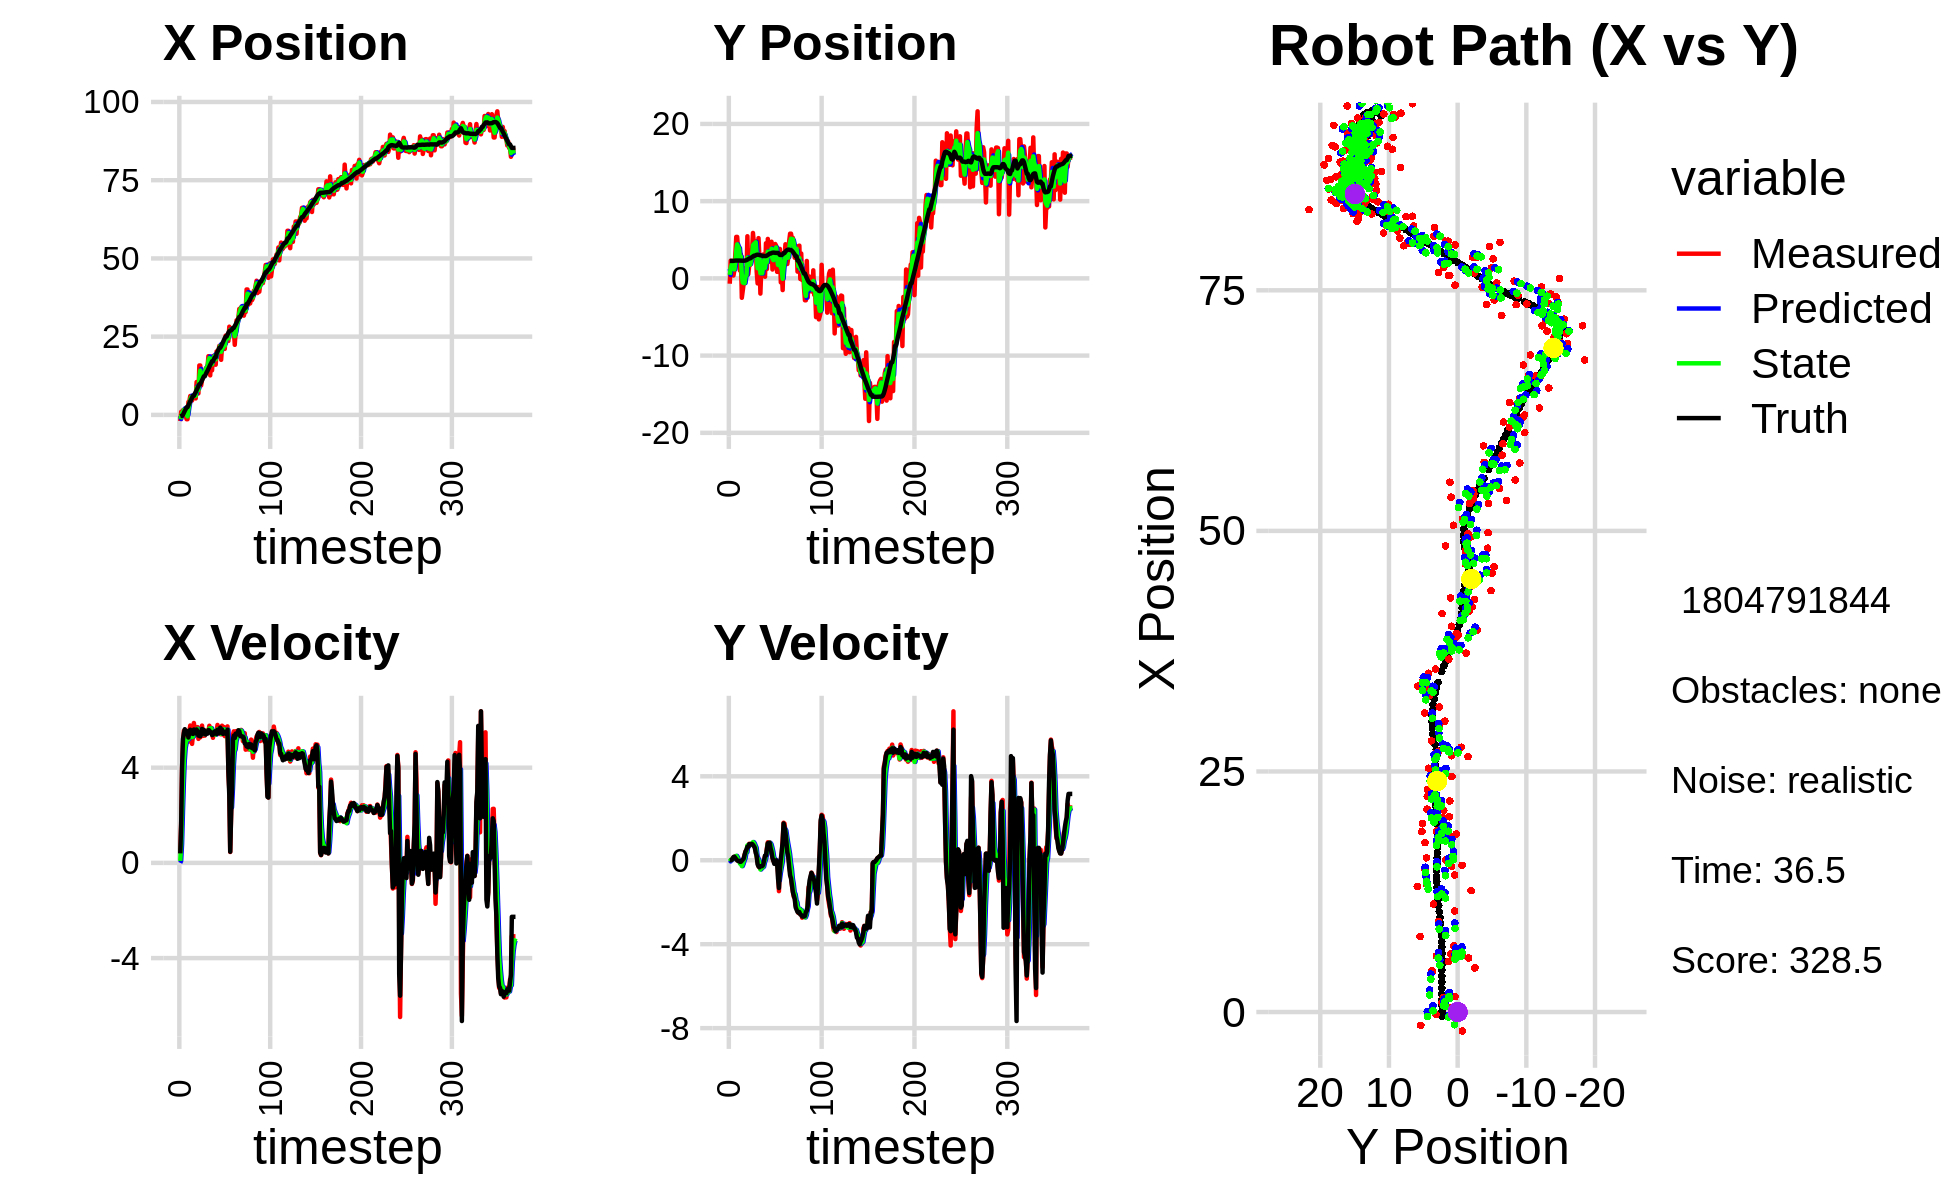 X Position
100
75
50
25
0
0
100
200
300
timestep
Y Position
20
10
0
-10
-20
0
100
200
300
timestep
X Velocity
4
0
-4
0
100
200
300
timestep
Y Velocity
4
0
-4
-8
0
100
200
300
timestep
Robot Path (X vs Y)
X Position
75
50
25
0
20 10 0 -10 -20
Y Position
variable
Measured
Predicted
State
Truth
1804791844
Obstacles: none
Noise: realistic
Time: 36.5
Score: 328.5